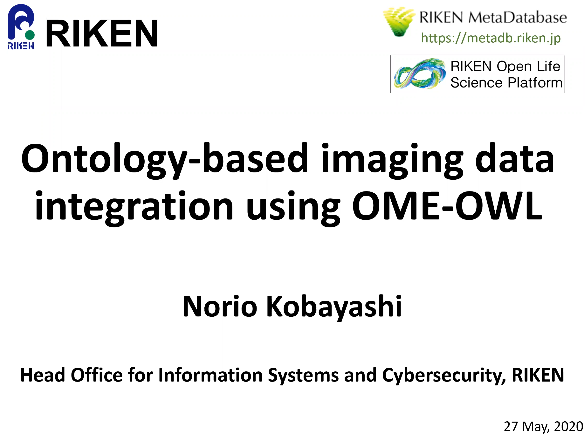 RIKEN
RIKEN
RIKEN MetaDatabase
https://metadb.riken.jp
RIKEN Open Life
Science Platform
Ontology-based imaging data
integration using OME-OWL
Norio Kobayashi
Head Office for Information Systems and Cybersecurity, RIKEN
27 May, 2020